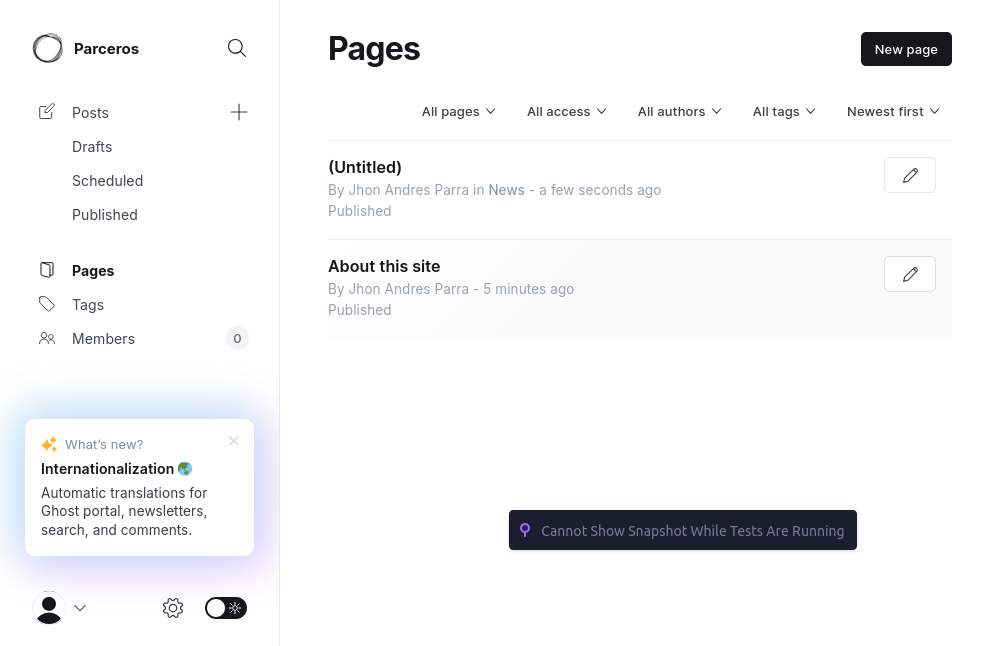 Parceros
Posts
Drafts
Scheduled
Published
Pages
Tags
Members
0
What's new?
Internationalization
Automatic translations for
Ghost portal, newsletters,
search, and comments.
Pages
New page
All pages
All access
All authors
All tags
Newest first
(Untitled)
By Jhon Andres Parra in News - a few seconds ago
Published
About this site
By Jhon Andres Parra - 5 minutes ago
Published
Cannot Show Snapshot While Tests Are Running